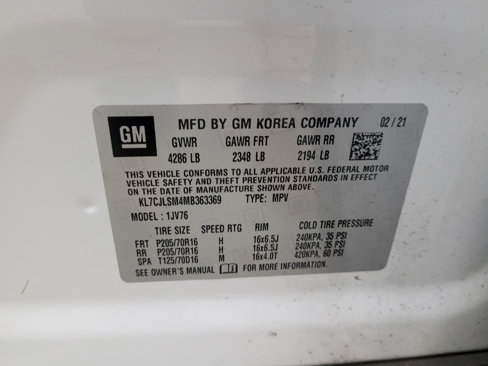 GM
MFD BY GM KOREA COMPANY 02/21
GVWR GAWR FRT GAWR RR
4286 LB 2348 LB 2194 LB
THIS VEHICLE CONFORMS TO ALL APPLICABLE U.S. FEDERAL MOTOR
VEHICLE SAFETY, BUMPER, AND THEFT PREVENTION STANDARDS IN EFFECT
ON THE DATE OF MANUFACTURE SHOWN ABOVE.
KL7CJLSM4MB363369 TYPE: MPV
MODEL: 1JV76
TIRE SIZE SPEED RTG RIM COLD TIRE PRESSURE
FRT P205/70R16 H 16x6.5J 240KPA, 35 PSI
RR P205/70R16 H 16x6.5J 240KPA, 35 PSI
SPA T125/70D16 M 16x4.0T 420KPA, 60 PSI
SEE OWNER'S MANUAL FOR MORE INFORMATION.